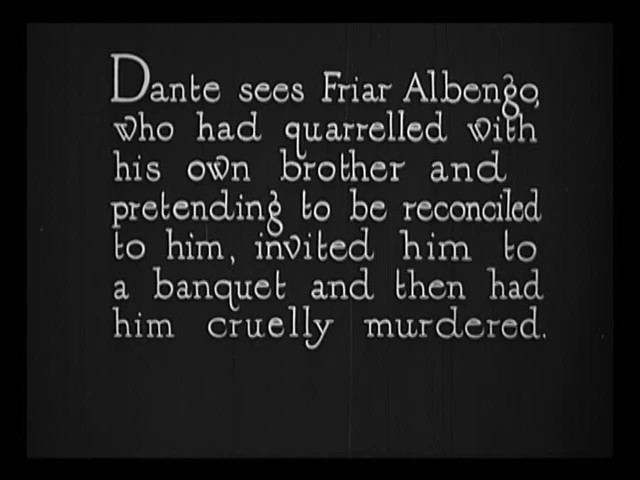 Dante sees Friar Albengo,
who had quarrelled with
his own brother and
pretending to be reconciled
to him, invited him to
a banquet and then had
him cruelly murdered.